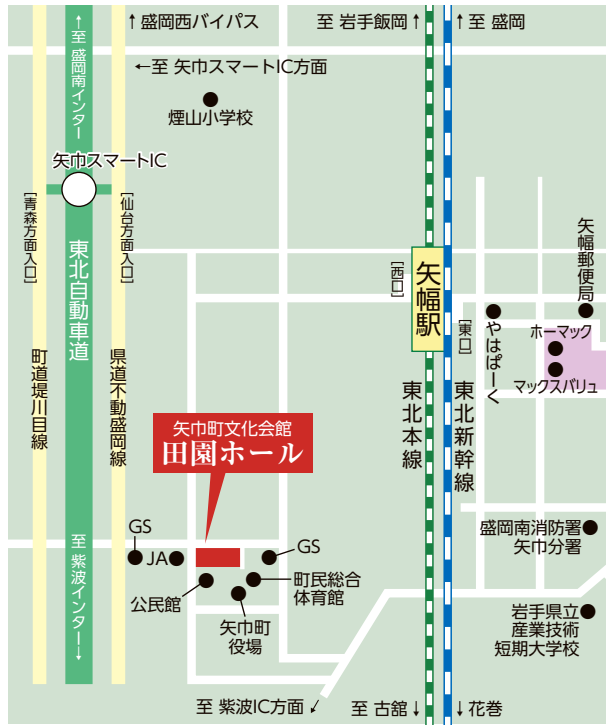 ↑盛岡西バイパス
至 岩手飯岡↑
↑至 盛岡
←至 盛岡南インター
←至 矢巾スマートIC方面
煙山小学校
矢巾スマートIC
[青森方面入口]
[仙台方面入口]
東北自動車道
町道堤川目線
県道不動盛岡線
[西口]
矢幅駅
[東口]
やはぱーく
矢幅郵便局
ホーマック
マックスバリュ
東北本線
東北新幹線
矢巾町文化会館
田園ホール
GS
JA
GS
公民館
矢巾町
役場
町民総合
体育館
盛岡南消防署
矢巾分署
岩手県立
産業技術
短期大学校
至 紫波インター→
至 紫波IC方面↙
至 古舘↓
↓花巻